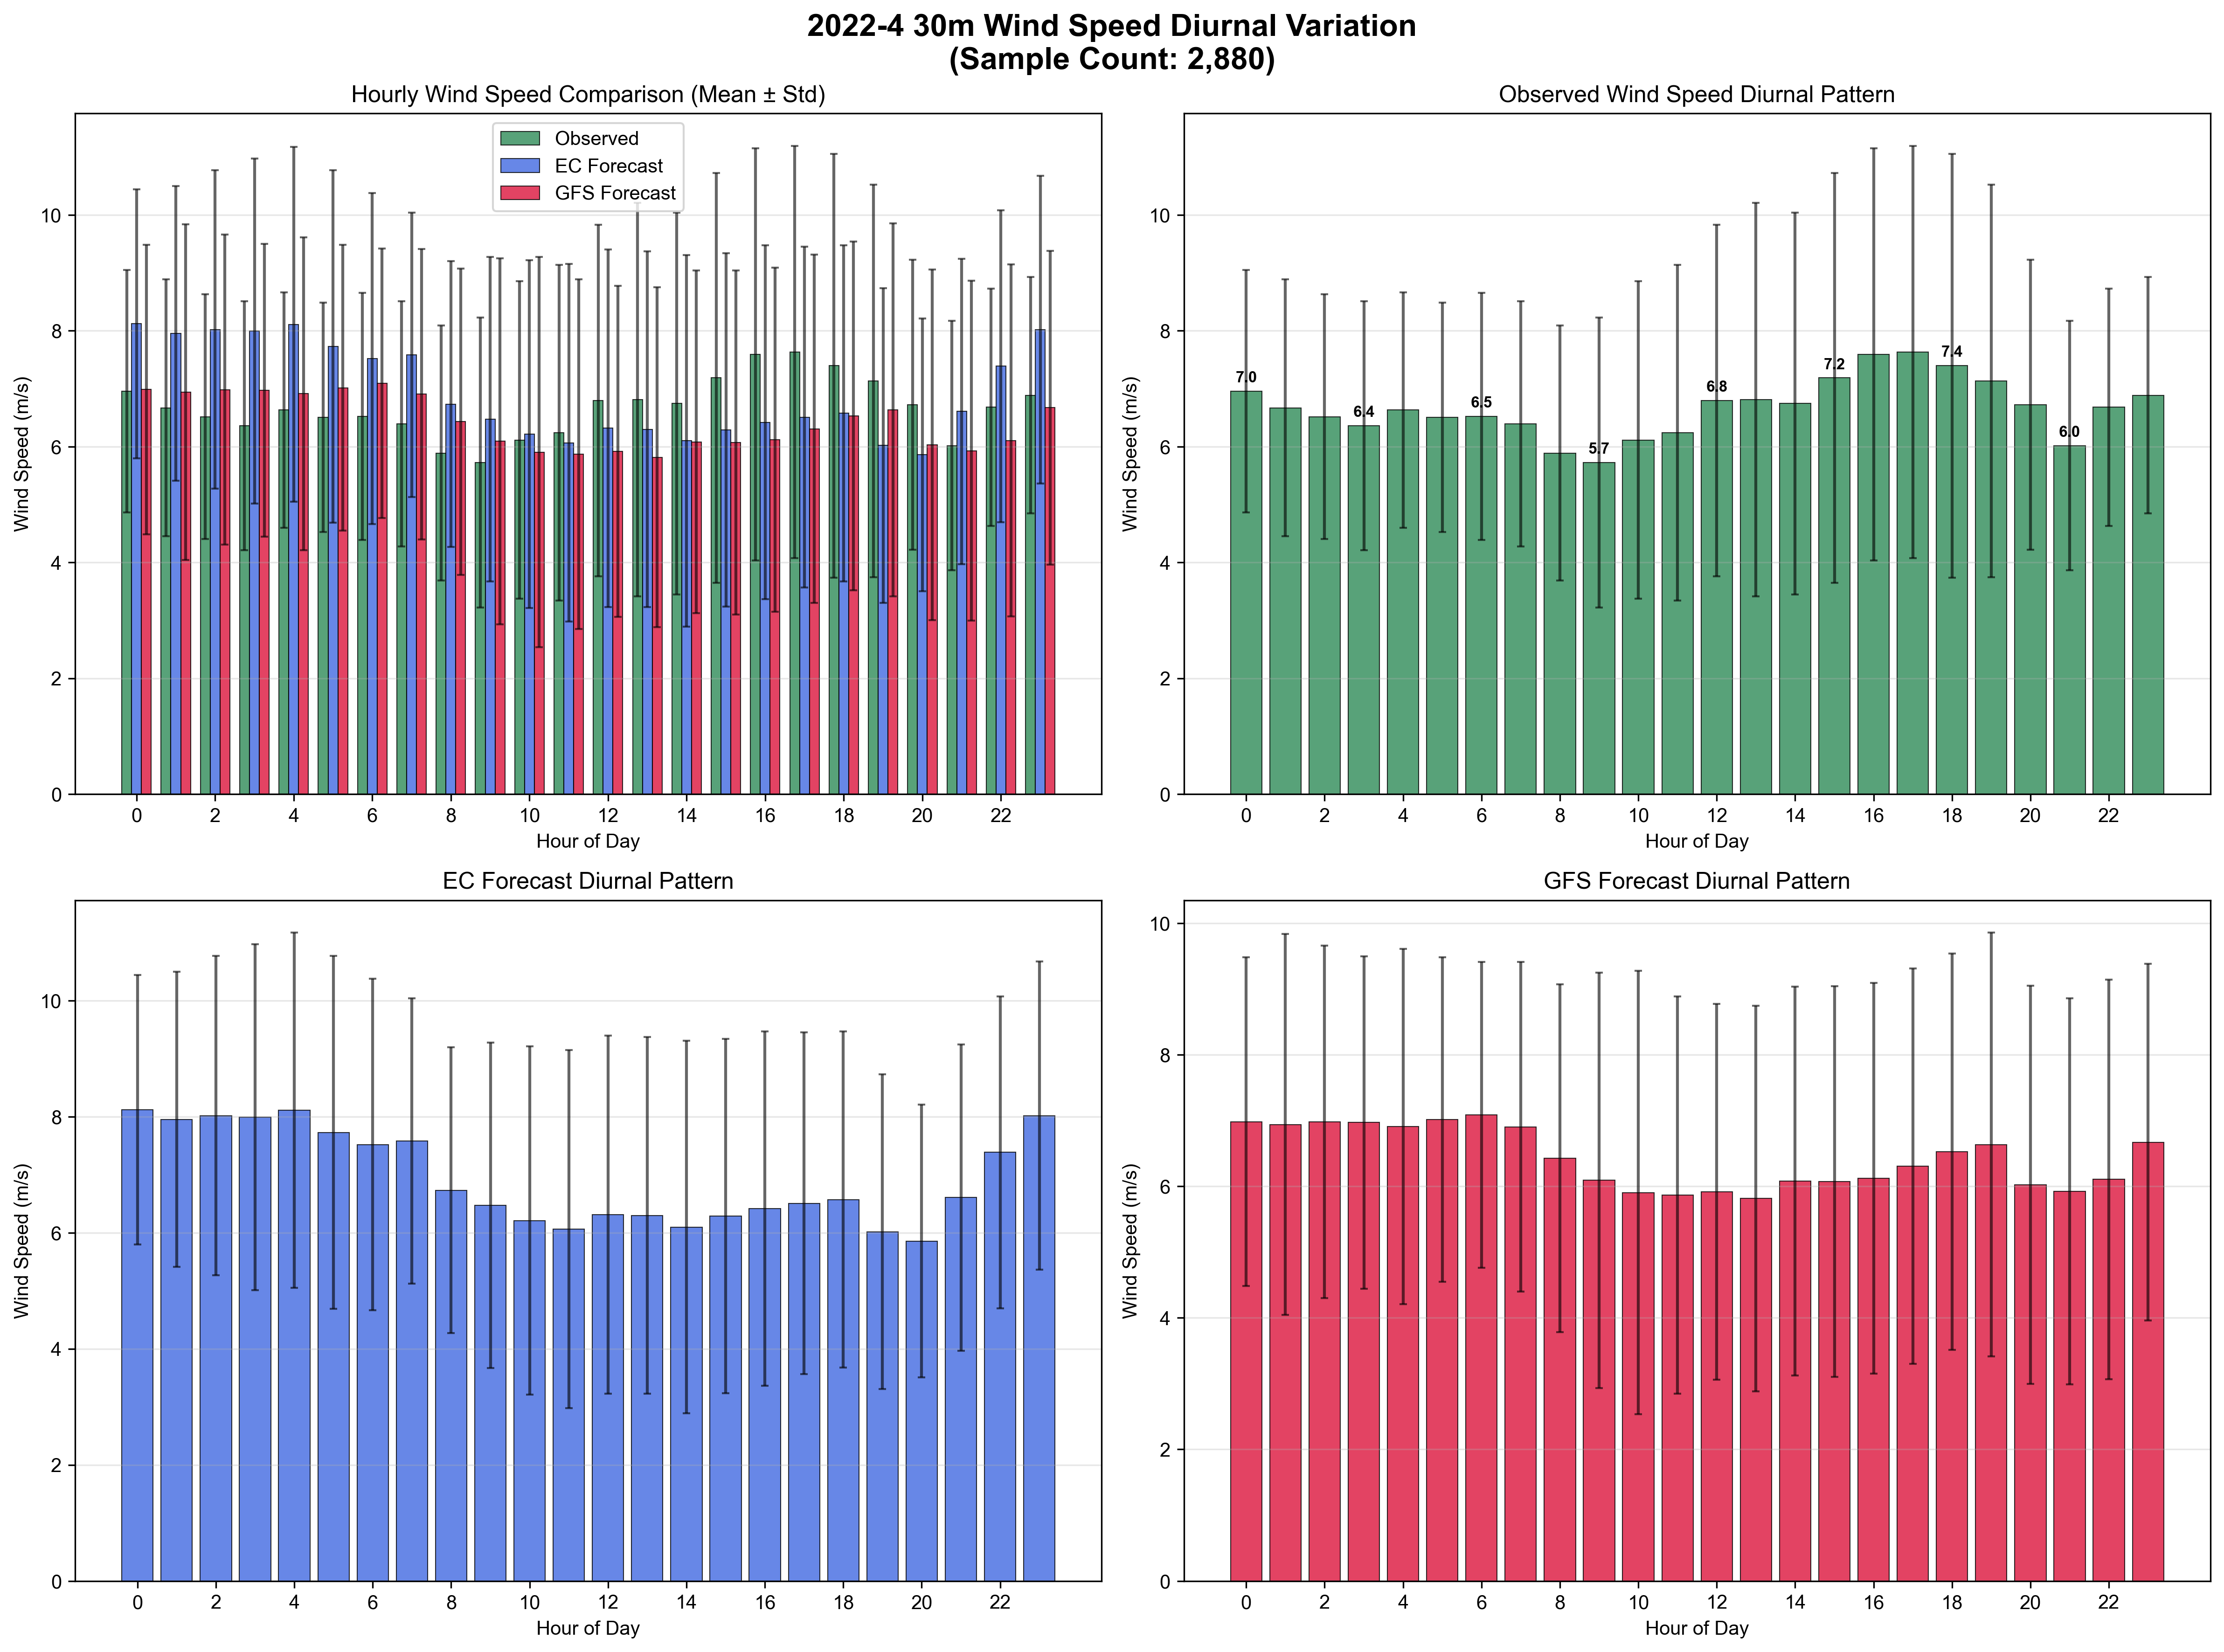 2022-4 30m Wind Speed Diurnal Variation
(Sample Count: 2,880)
Hourly Wind Speed Comparison (Mean ± Std)
Observed
EC Forecast
GFS Forecast
10
8
6
4
2
0
Wind Speed (m/s)
0 2 4 6 8 10 12 14 16 18 20 22
Hour of Day
Observed Wind Speed Diurnal Pattern
10
8
6
4
2
0
Wind Speed (m/s)
7.0 6.4 6.5 5.7 6.8 7.2 7.4 6.0
0 2 4 6 8 10 12 14 16 18 20 22
Hour of Day
EC Forecast Diurnal Pattern
10
8
6
4
2
0
Wind Speed (m/s)
0 2 4 6 8 10 12 14 16 18 20 22
Hour of Day
GFS Forecast Diurnal Pattern
10
8
6
4
2
0
Wind Speed (m/s)
0 2 4 6 8 10 12 14 16 18 20 22
Hour of Day